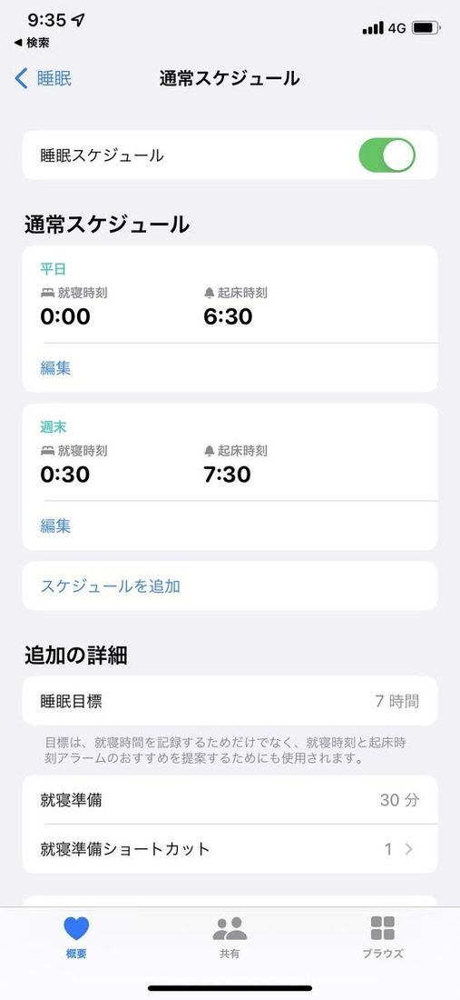 9:35
4G
◀ 検索
睡眠
通常スケジュール
睡眠スケジュール
通常スケジュール
平日
就寝時刻 起床時刻
0:00 6:30
編集
週末
就寝時刻 起床時刻
0:30 7:30
編集
スケジュールを追加
追加の詳細
睡眠目標 7 時間
目標は、就寝時間を記録するためだけでなく、就寝時刻と起床時
刻アラームのおすすめを提案するためにも使用されます。
就寝準備 30 分
就寝準備ショートカット 1
概要 共有 ブラウズ